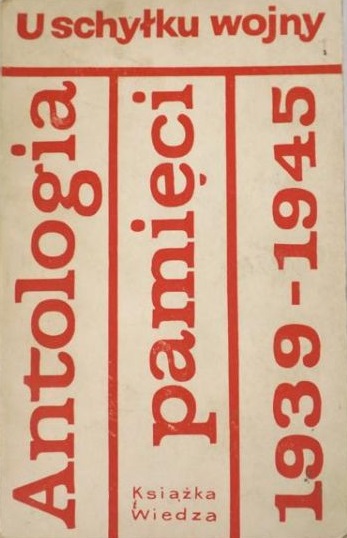 U schyłku wojny
Antologia
pamięci
1939-1945
Książka
i Wiedza